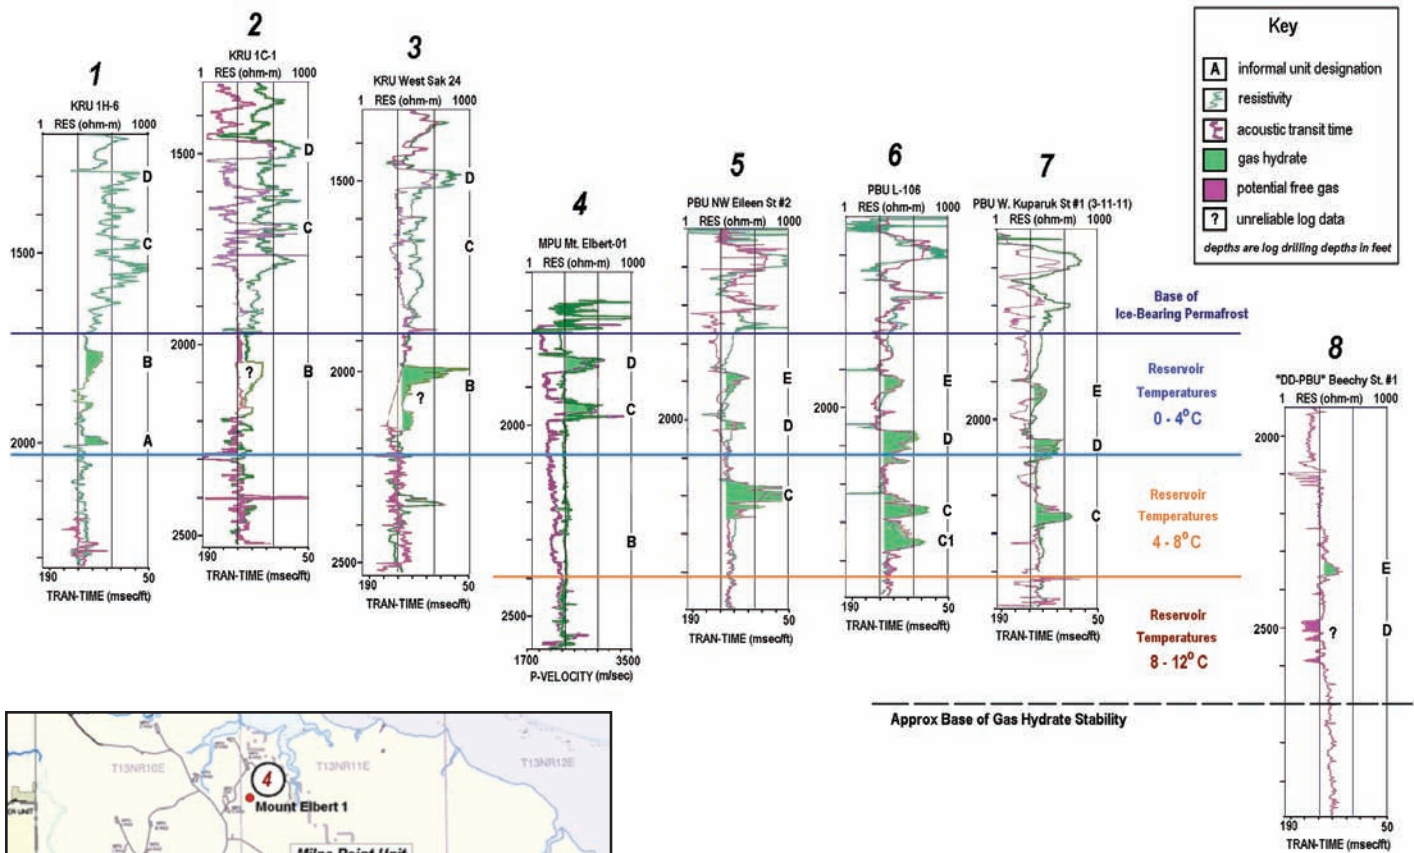 1
KRU 1H-6
1 RES (ohm-m) 1000
D
C
1500
B
A
2000
190 50
TRAN-TIME (msec/ft)
2
KRU 1C-1
1 RES (ohm-m) 1000
1500
D
C
2000
?
B
2500
190 50
TRAN-TIME (msec/ft)
3
KRU West Sak 24
1 RES (ohm-m) 1000
1500
D
C
2000
B
?
2500
190 50
TRAN-TIME (msec/ft)
4
MPU Mt. Elbert-01
1 RES (ohm-m) 1000
D
C
2000
B
2500
1700 3500
P-VELOCITY (m/sec)
5
PBU NW Eileen St #2
1 RES (ohm-m) 1000
E
2000
D
C
190 50
TRAN-TIME (msec/ft)
6
PBU L-106
1 RES (ohm-m) 1000
E
2000
D
C
C1
190 50
TRAN-TIME (msec/ft)
7
PBU W. Kuparuk St #1 (3-11-11)
1 RES (ohm-m) 1000
E
2000
D
C
190 50
TRAN-TIME (msec/ft)
8
"DD-PBU" Beechy St. #1
1 RES (ohm-m) 1000
2000
E
2500
?
D
190 50
TRAN-TIME (msec/ft)
Key
A informal unit designation
resistivity
acoustic transit time
gas hydrate
potential free gas
? unreliable log data
depths are log drilling depths in feet
Base of
Ice-Bearing Permafrost
Reservoir
Temperatures
0 - 4°C
Reservoir
Temperatures
4 - 8°C
Reservoir
Temperatures
8 - 12°C
Approx Base of Gas Hydrate Stability
T13NR10E
T13NR11E
T13NR12E
4
Mount Elbert 1
Milne Point Unit